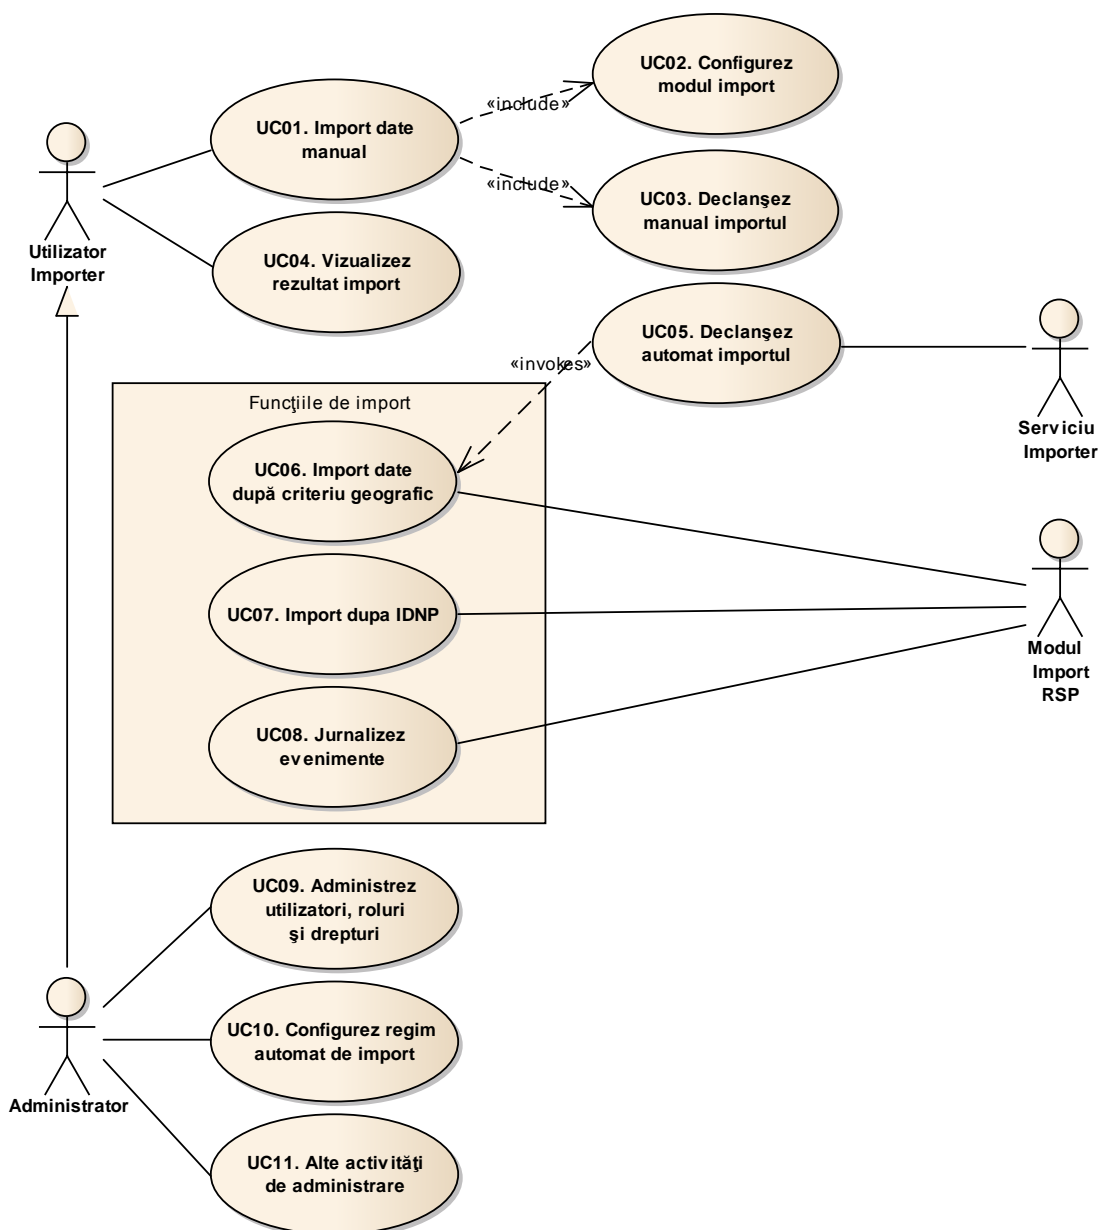 UC02. Configurez
modul import
«include»
UC01. Import date
manual
«include»
UC03. Declanşez
manual importul
Utilizator
Importer
UC04. Vizualizez
rezultat import
UC05. Declanşez
automat importul
«invokes»
Serviciu
Importer
Funcţiile de import
UC06. Import date
după criteriu geografic
UC07. Import dupa IDNP
Modul
Import
RSP
UC08. Jurnalizez
evenimente
UC09. Administrez
utilizatori, roluri
şi drepturi
UC10. Configurez regim
automat de import
Administrator
UC11. Alte activităţi
de administrare